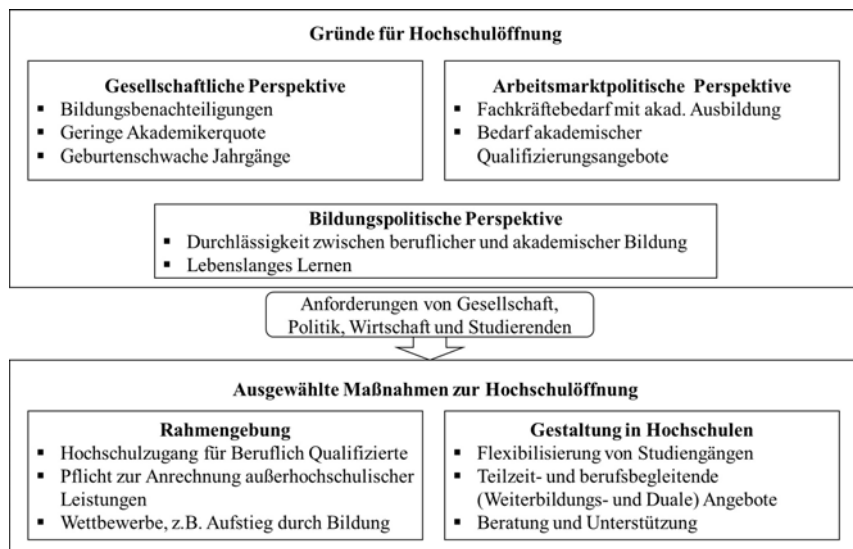 Gründe für Hochschulöffnung
Gesellschaftliche Perspektive
▪ Bildungsbenachteiligungen
▪ Geringe Akademikerquote
▪ Geburtenschwache Jahrgänge
Arbeitsmarktpolitische Perspektive
▪ Fachkräftebedarf mit akad. Ausbildung
▪ Bedarf akademischer
Qualifizierungsangebote
Bildungspolitische Perspektive
▪ Durchlässigkeit zwischen beruflicher und akademischer Bildung
▪ Lebenslanges Lernen
Anforderungen von Gesellschaft,
Politik, Wirtschaft und Studierenden
Ausgewählte Maßnahmen zur Hochschulöffnung
Rahmengebung
▪ Hochschulzugang für Beruflich Qualifizierte
▪ Pflicht zur Anrechnung außerhochschulischer
Leistungen
▪ Wettbewerbe, z.B. Aufstieg durch Bildung
Gestaltung in Hochschulen
▪ Flexibilisierung von Studiengängen
▪ Teilzeit- und berufsbegleitende
(Weiterbildungs- und Duale) Angebote
▪ Beratung und Unterstützung